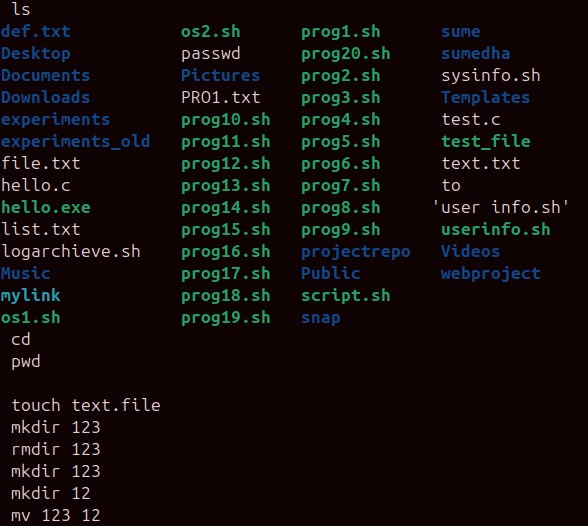 ls
def.txt os2.sh prog1.sh sume
Desktop passwd prog20.sh sumedha
Documents Pictures prog2.sh sysinfo.sh
Downloads PRO1.txt prog3.sh Templates
experiments prog10.sh prog4.sh test.c
experiments_old prog11.sh prog5.sh test_file
file.txt prog12.sh prog6.sh text.txt
hello.c prog13.sh prog7.sh to
hello.exe prog14.sh prog8.sh 'user info.sh'
list.txt prog15.sh prog9.sh userinfo.sh
logarchieve.sh prog16.sh projectrepo Videos
Music prog17.sh Public webproject
mylink prog18.sh script.sh
os1.sh prog19.sh snap
cd
pwd
touch text.file
mkdir 123
rmdir 123
mkdir 123
mkdir 12
mv 123 12